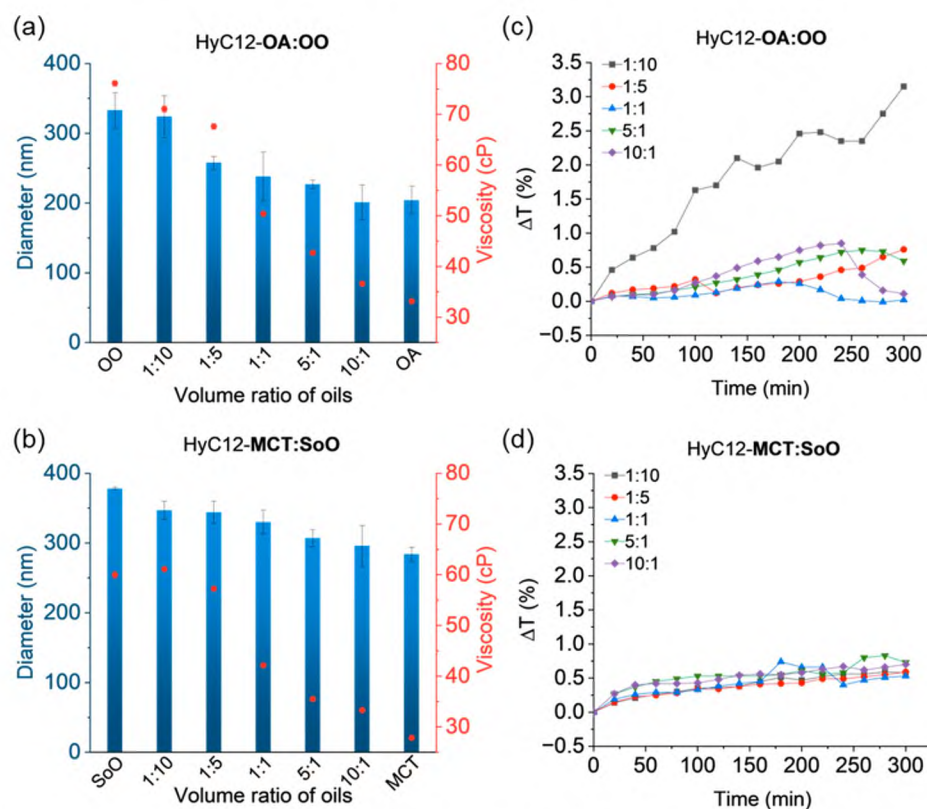 (a)
HyC12-OA:OO
Diameter (nm)
400
300
200
100
0
80
70
60
50
40
30
Viscosity (cP)
OO
1:10
1:5
1:1
5:1
10:1
OA
Volume ratio of oils
(c)
HyC12-OA:OO
1:10
1:5
1:1
5:1
10:1
ΔT (%)
3.5
3.0
2.5
2.0
1.5
1.0
0.5
0.0
−0.5
0 50 100 150 200 250 300
Time (min)
(b)
HyC12-MCT:SoO
Diameter (nm)
400
300
200
100
0
80
70
60
50
40
30
Viscosity (cP)
SoO
1:10
1:5
1:1
5:1
10:1
MCT
Volume ratio of oils
(d)
HyC12-MCT:SoO
1:10
1:5
1:1
5:1
10:1
ΔT (%)
3.5
3.0
2.5
2.0
1.5
1.0
0.5
0.0
−0.5
0 50 100 150 200 250 300
Time (min)